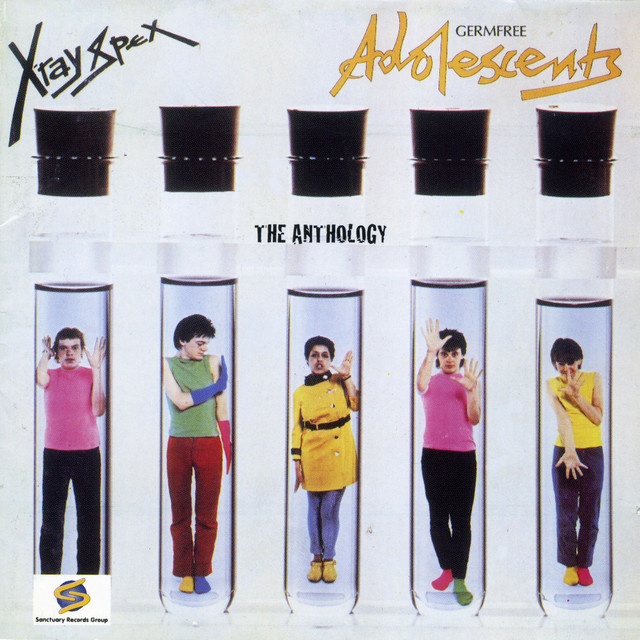 X-ray Spex
GERMFREE
Adolescents
THE ANTHOLOGY
Sanctuary Records Group